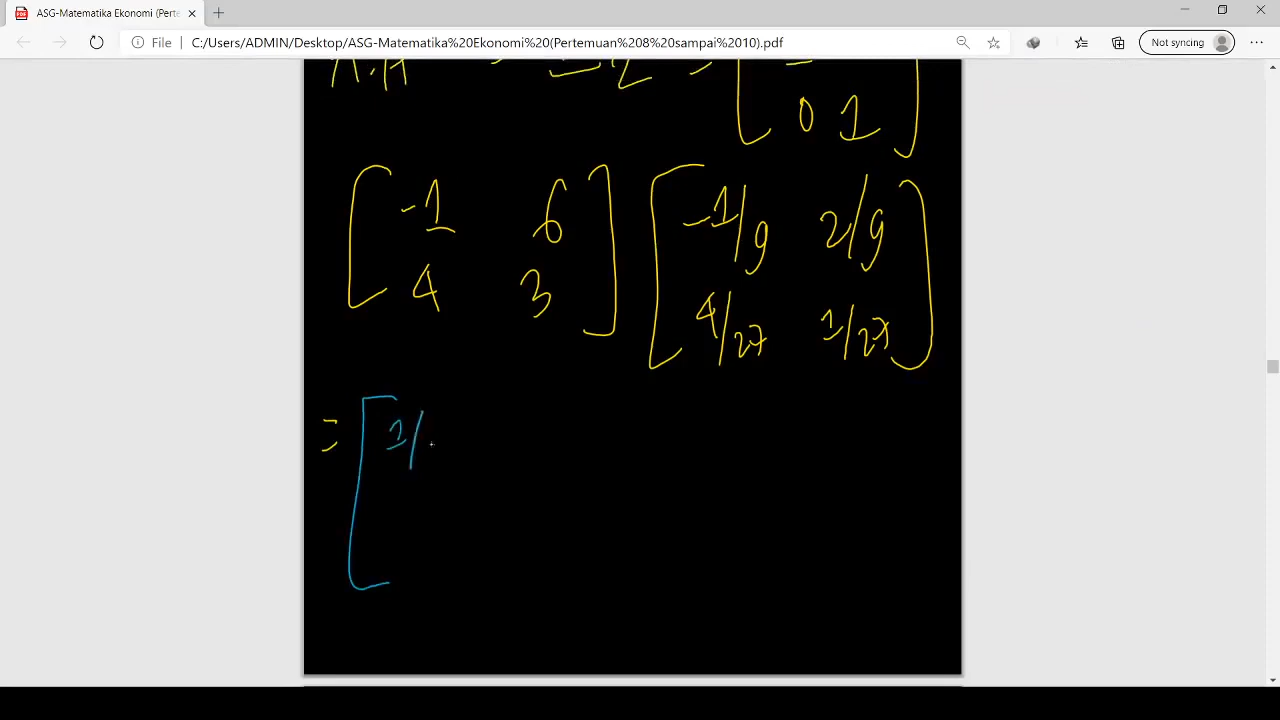 ASG-Matematika Ekonomi (Perte
Not syncing
File C:/Users/ADMIN/Desktop/ASG-Matematika%20Ekonomi%20(Pertemuan%208%20sampai%2010).pdf
0 1
-1 6 -1/9 2/9
4 3 4/27 1/27
= 1/